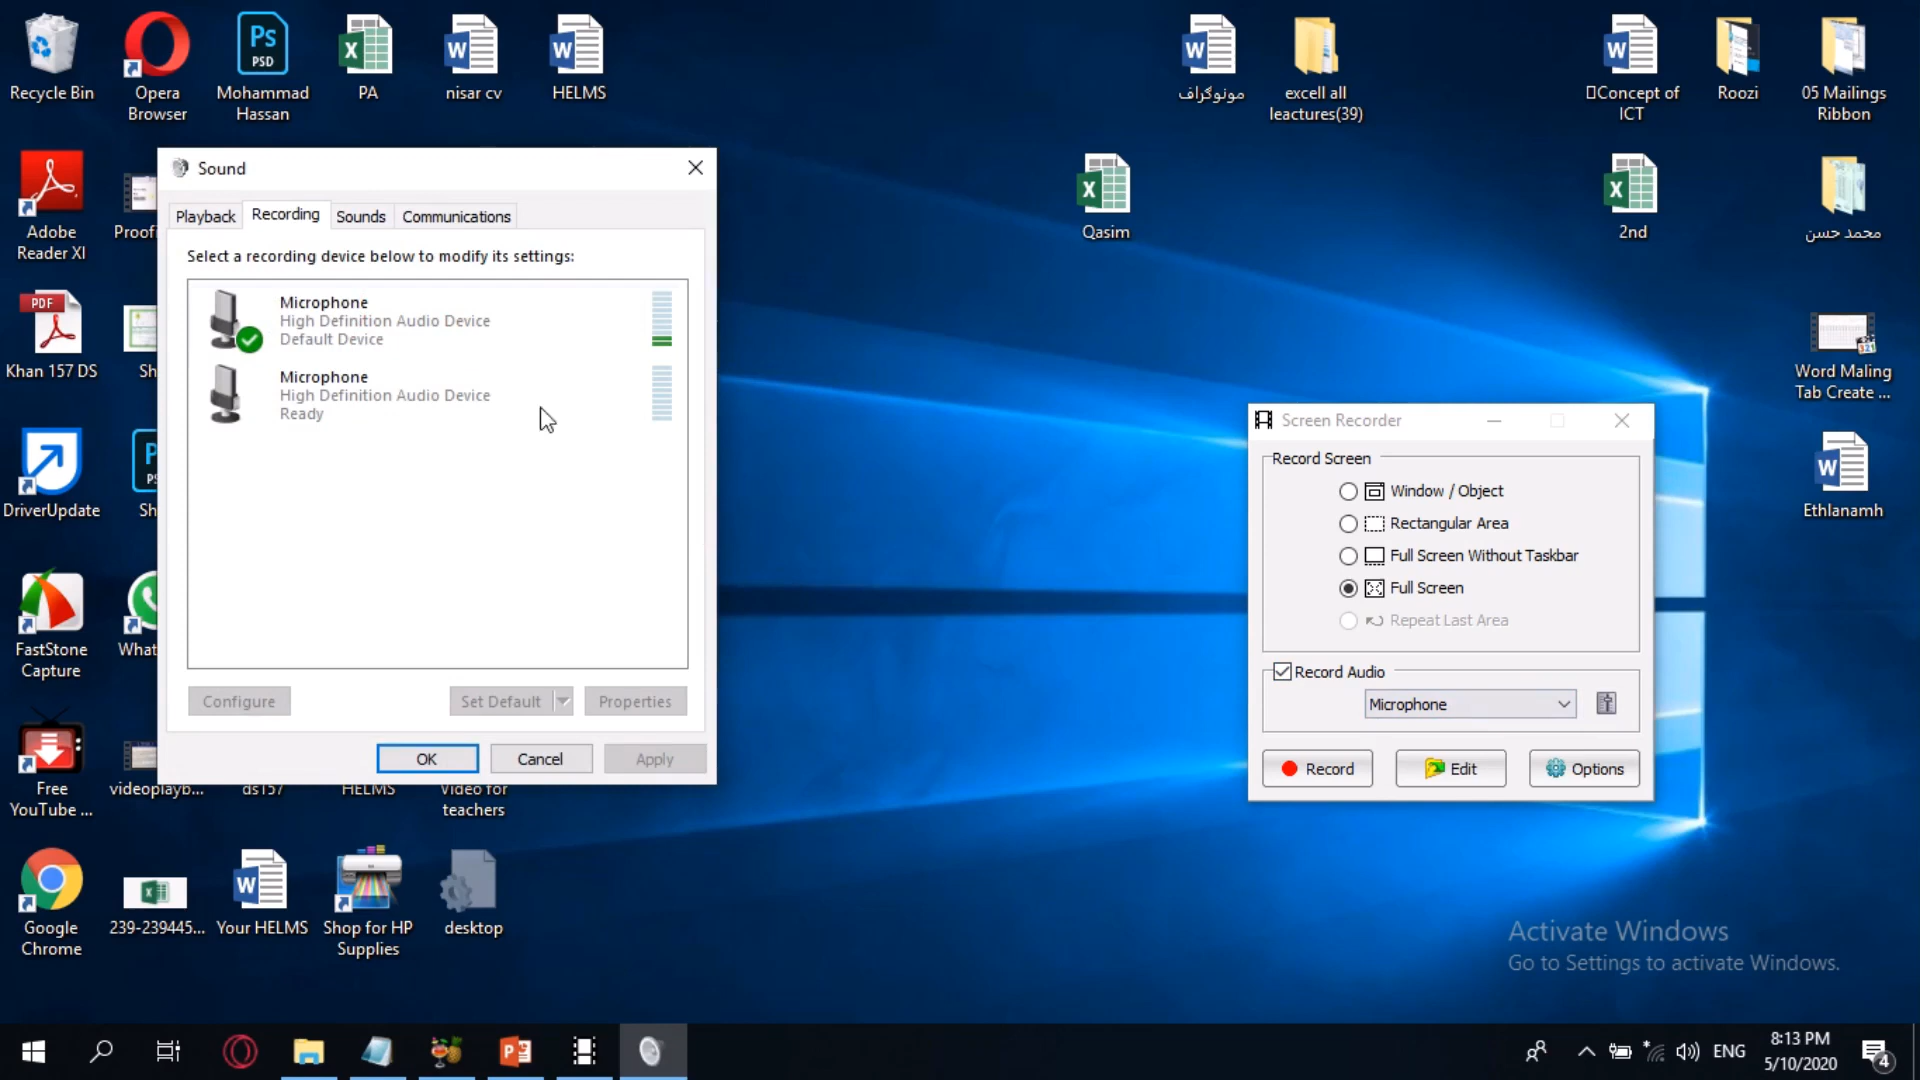 Recycle Bin
Opera
Browser
PSD
Mohammad
Hassan
PA
nisar cv
HELMS
مونوگراف
excell all
leactures(39)
Concept of
ICT
Roozi
05 Mailings
Ribbon
Adobe
Reader XI
Proofi
Qasim
2nd
محمد حسن
PDF
Khan 157 DS
Sh
Word Maling
Tab Create ...
DriverUpdate
Sh
Ethlanamh
FastStone
Capture
What
Free
YouTube ...
videoplayb...
ds157
HELMS
Video for
teachers
Google
Chrome
239-239445...
Your HELMS
Shop for HP
Supplies
desktop
Sound
Playback
Recording
Sounds
Communications
Select a recording device below to modify its settings:
Microphone
High Definition Audio Device
Default Device
Microphone
High Definition Audio Device
Ready
Configure
Set Default
Properties
OK
Cancel
Apply
Screen Recorder
Record Screen
Window / Object
Rectangular Area
Full Screen Without Taskbar
Full Screen
Repeat Last Area
Record Audio
Microphone
Record
Edit
Options
Activate Windows
Go to Settings to activate Windows.
ENG
8:13 PM
5/10/2020
4